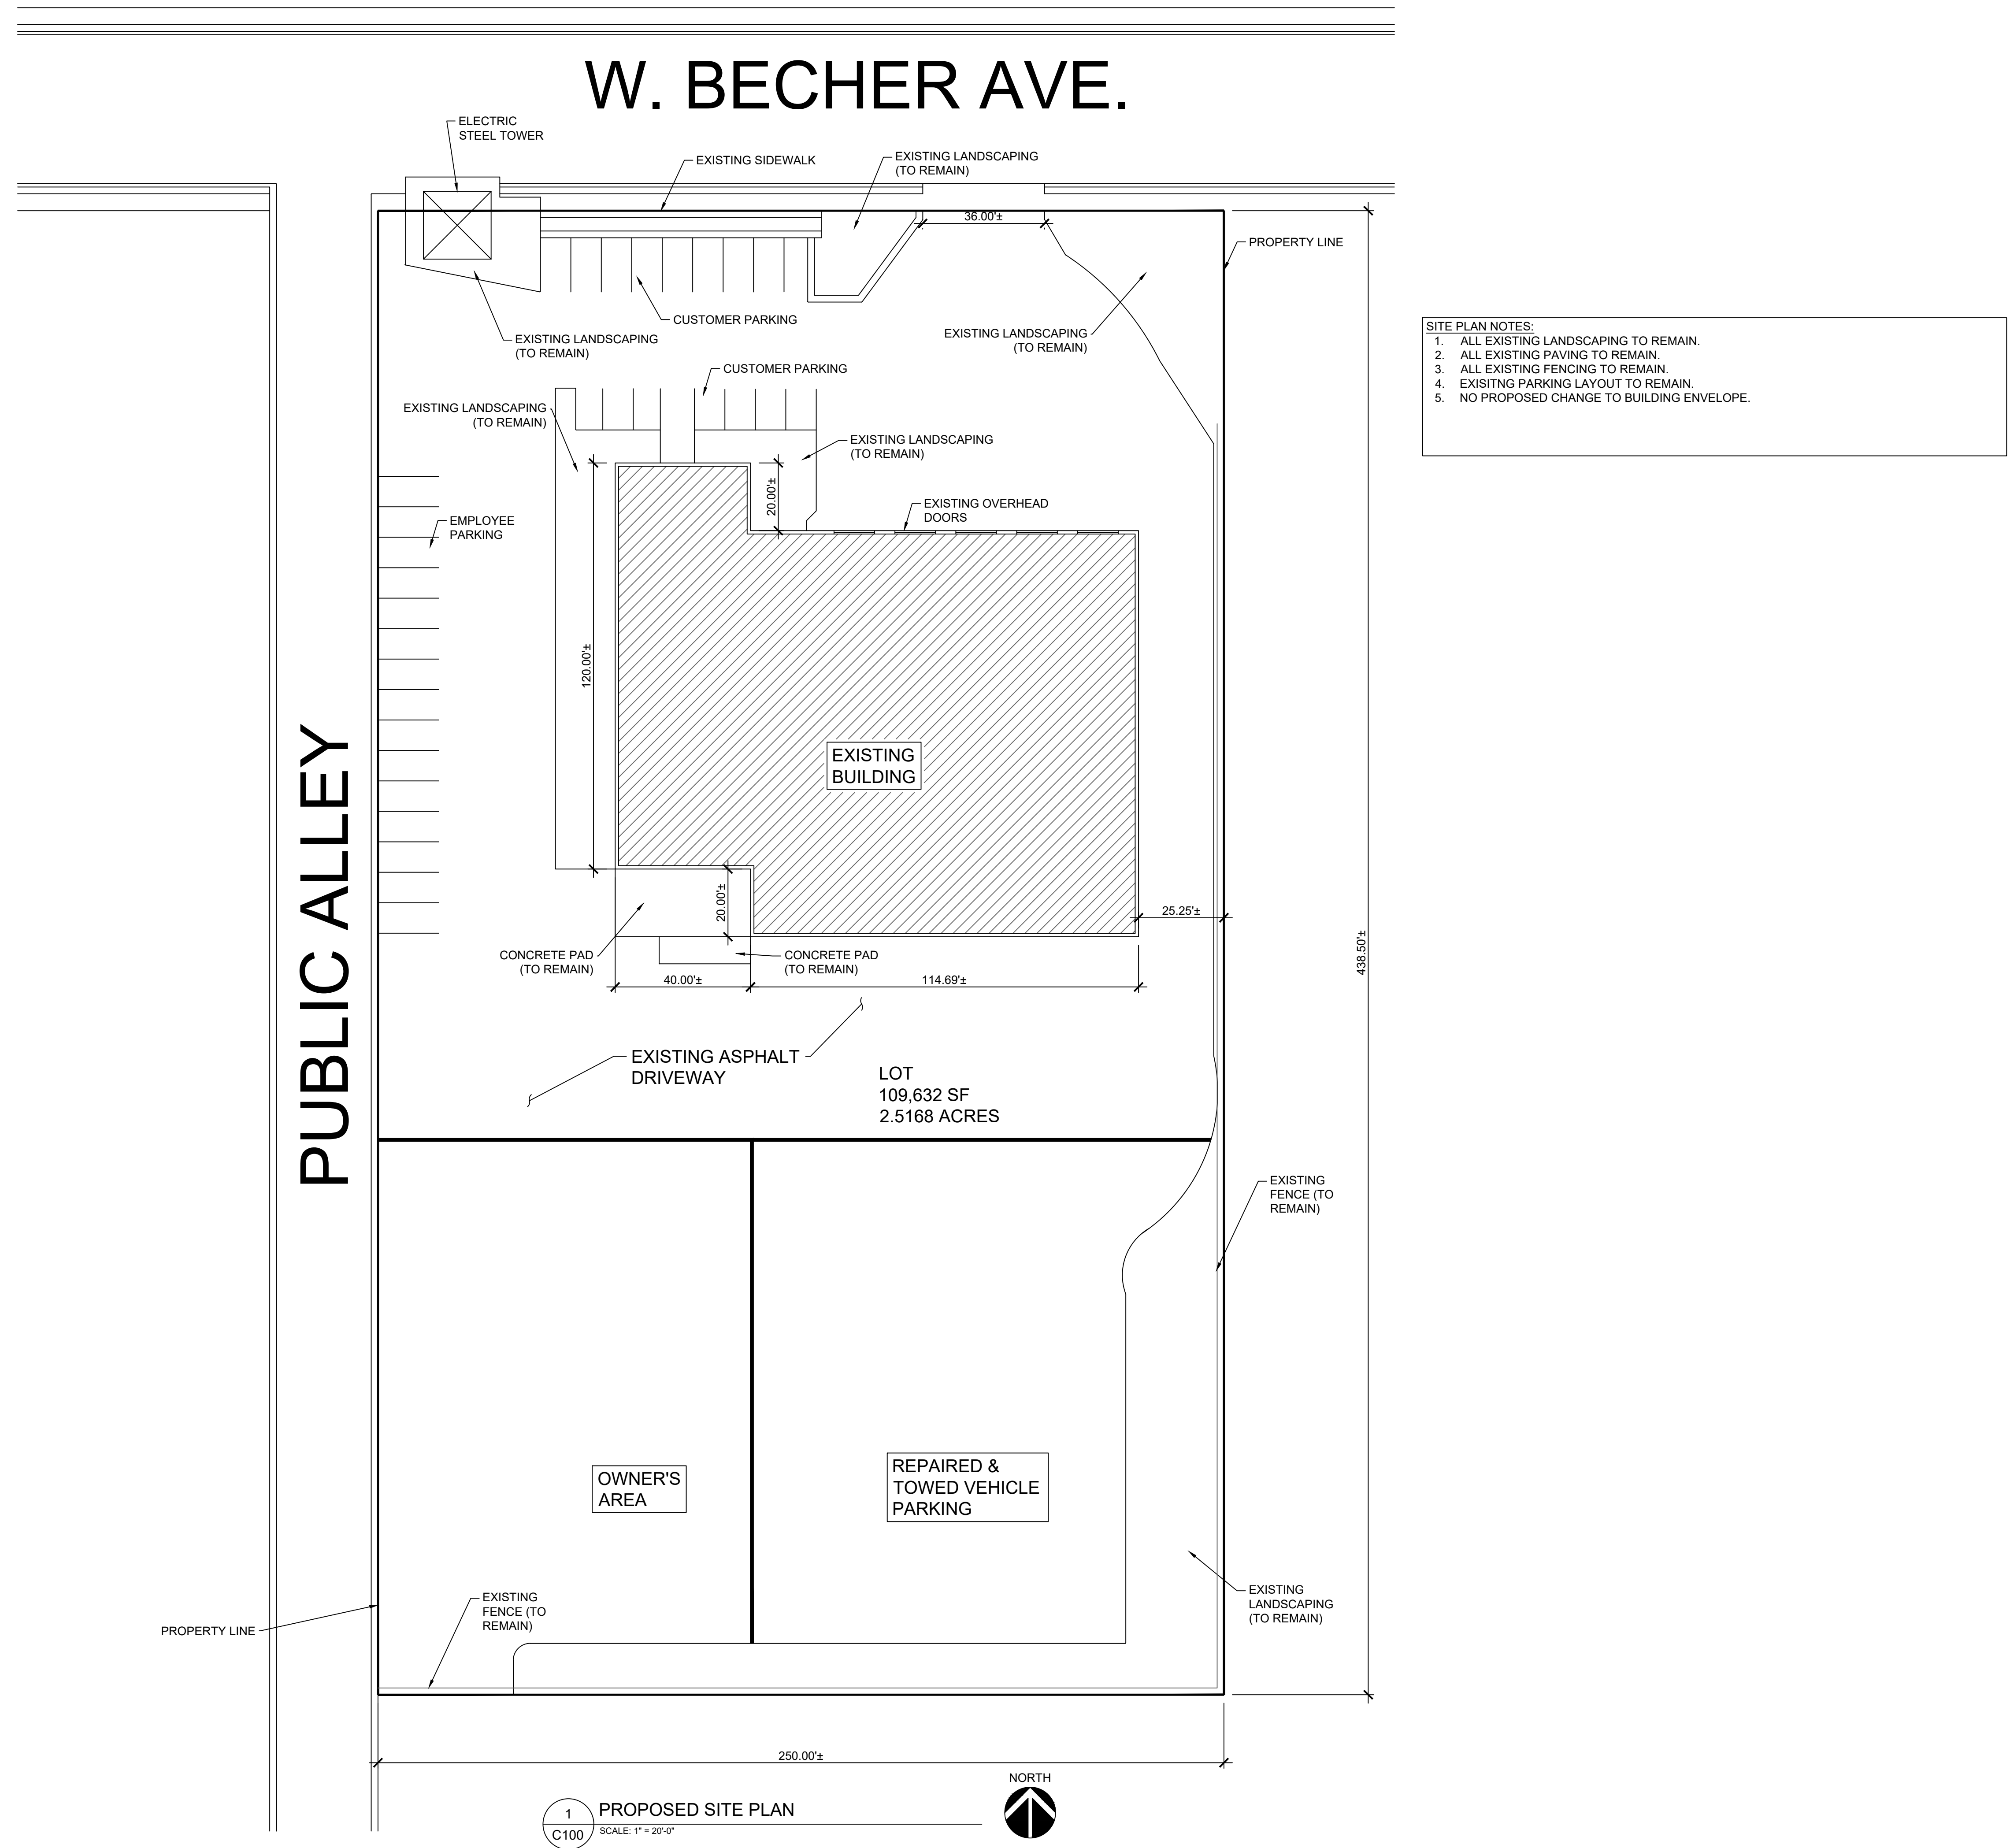 W. BECHER AVE.
ELECTRIC
STEEL TOWER
EXISTING SIDEWALK
EXISTING LANDSCAPING
(TO REMAIN)
36.00'±
PROPERTY LINE
CUSTOMER PARKING
EXISTING LANDSCAPING
(TO REMAIN)
EXISTING LANDSCAPING
(TO REMAIN)
SITE PLAN NOTES:
1. ALL EXISTING LANDSCAPING TO REMAIN.
2. ALL EXISTING PAVING TO REMAIN.
3. ALL EXISTING FENCING TO REMAIN.
4. EXISITNG PARKING LAYOUT TO REMAIN.
5. NO PROPOSED CHANGE TO BUILDING ENVELOPE.
CUSTOMER PARKING
EXISTING LANDSCAPING
(TO REMAIN)
EXISTING LANDSCAPING
(TO REMAIN)
20.00'±
EXISTING OVERHEAD
DOORS
EMPLOYEE
PARKING
120.00'±
EXISTING
BUILDING
PUBLIC ALLEY
20.00'±
25.25'±
438.50'±
CONCRETE PAD
(TO REMAIN)
CONCRETE PAD
(TO REMAIN)
40.00'±
114.69'±
EXISTING ASPHALT
DRIVEWAY
LOT
109,632 SF
2.5168 ACRES
EXISTING
FENCE (TO
REMAIN)
OWNER'S
AREA
REPAIRED &
TOWED VEHICLE
PARKING
EXISTING
FENCE (TO
REMAIN)
EXISTING
LANDSCAPING
(TO REMAIN)
PROPERTY LINE
250.00'±
NORTH
1
C100
PROPOSED SITE PLAN
SCALE: 1" = 20'-0"